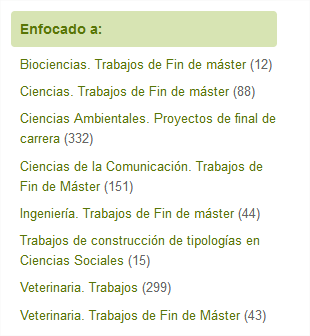 Enfocado a:
Biociencias. Trabajos de Fin de máster (12)
Ciencias. Trabajos de Fin de máster (88)
Ciencias Ambientales. Proyectos de final de
carrera (332)
Ciencias de la Comunicación. Trabajos de
Fin de Máster (151)
Ingeniería. Trabajos de Fin de máster (44)
Trabajos de construcción de tipologías en
Ciencias Sociales (15)
Veterinaria. Trabajos (299)
Veterinaria. Trabajos de Fin de Máster (43)